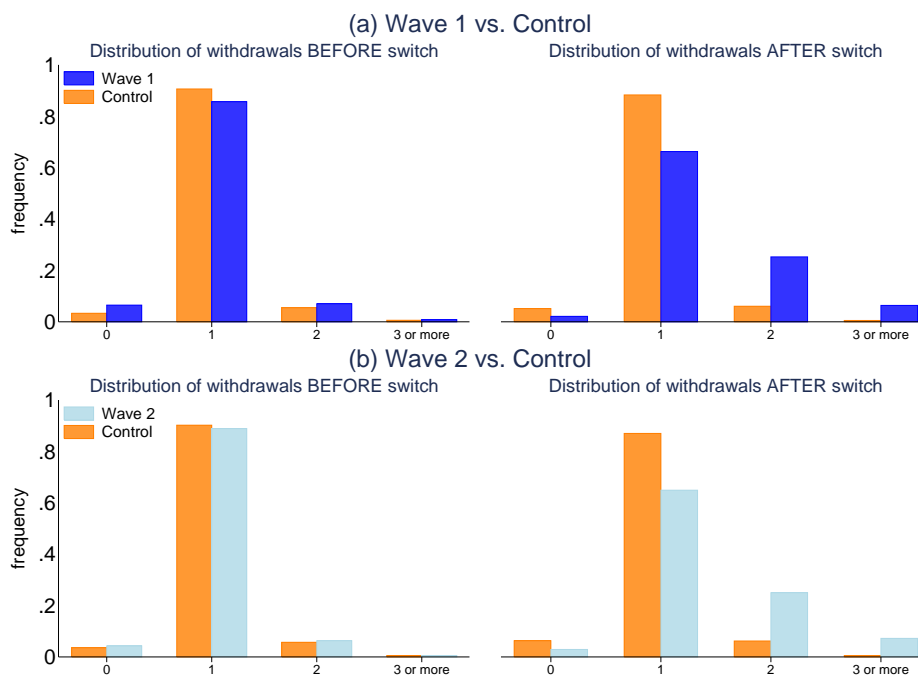 (a) Wave 1 vs. Control
Distribution of withdrawals BEFORE switch
Distribution of withdrawals AFTER switch
frequency
1
.8
.6
.4
.2
0
Wave 1
Control
0 1 2 3 or more
0 1 2 3 or more
(b) Wave 2 vs. Control
Distribution of withdrawals BEFORE switch
Distribution of withdrawals AFTER switch
frequency
1
.8
.6
.4
.2
0
Wave 2
Control
0 1 2 3 or more
0 1 2 3 or more